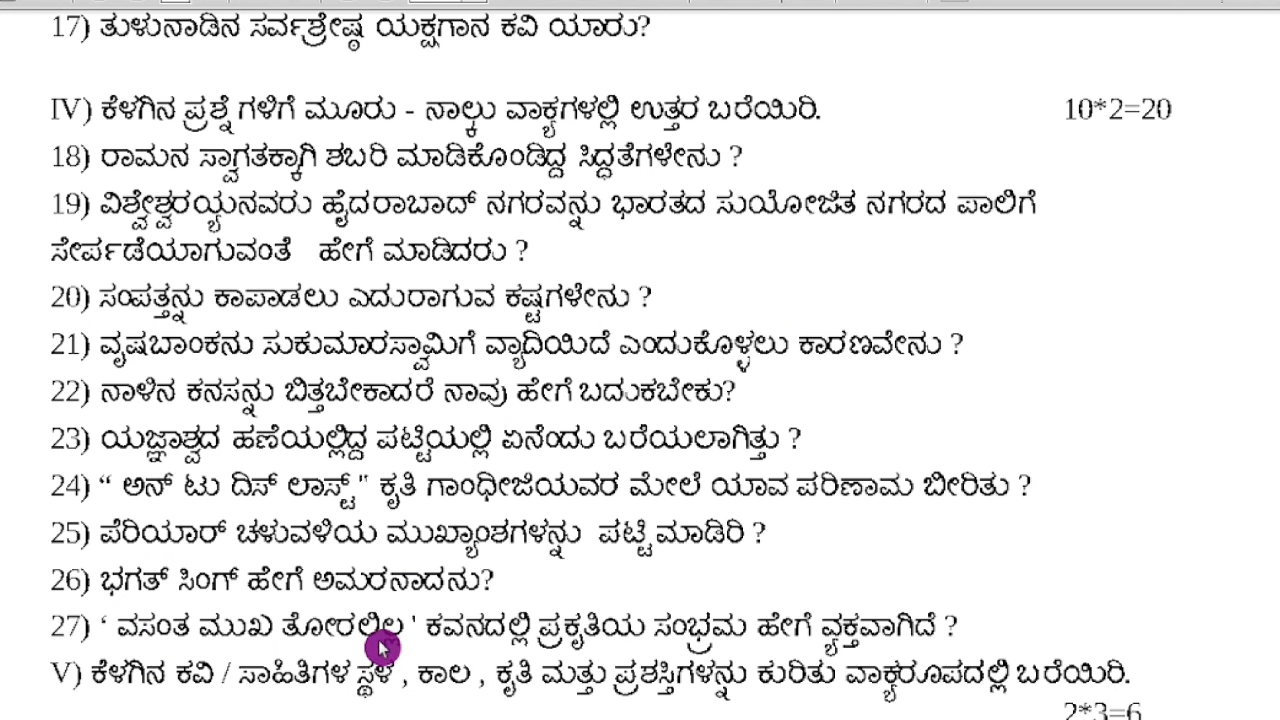 17) ತುಳುನಾಡಿನ ಸರ್ವಶ್ರೇಷ್ಠ ಯಕ್ಷಗಾನ ಕವಿ ಯಾರು?
IV) ಕೆಳಗಿನ ಪ್ರಶ್ನೆ ಗಳಿಗೆ ಮೂರು - ನಾಲ್ಕು ವಾಕ್ಯಗಳಲ್ಲಿ ಉತ್ತರ ಬರೆಯಿರಿ. 10*2=20
18) ರಾಮನ ಸ್ವಾಗತಕ್ಕಾಗಿ ಶಬರಿ ಮಾಡಿಕೊಂಡಿದ್ದ ಸಿದ್ಧತೆಗಳೇನು ?
19) ವಿಶ್ವೇಶ್ವರಯ್ಯನವರು ಹೈದರಾಬಾದ್ ನಗರವನ್ನು ಭಾರತದ ಸುಯೋಜಿತ ನಗರದ ಪಾಲಿಗೆ
ಸೇರ್ಪಡೆಯಾಗುವಂತೆ ಹೇಗೆ ಮಾಡಿದರು ?
20) ಸಂಪತ್ತನ್ನು ಕಾಪಾಡಲು ಎದುರಾಗುವ ಕಷ್ಟಗಳೇನು ?
21) ವೃಷಬಾಂಕನು ಸುಕುಮಾರಸ್ವಾಮಿಗೆ ವ್ಯಾದಿಯಿದೆ ಎಂದುಕೊಳ್ಳಲು ಕಾರಣವೇನು ?
22) ನಾಳಿನ ಕನಸನ್ನು ಬಿತ್ತಬೇಕಾದರೆ ನಾವು ಹೇಗೆ ಬದುಕಬೇಕು?
23) ಯಜ್ಞಾಶ್ವದ ಹಣೆಯಲ್ಲಿದ್ದ ಪಟ್ಟಿಯಲ್ಲಿ ಏನೆಂದು ಬರೆಯಲಾಗಿತ್ತು ?
24) “ ಅನ್ ಟು ದಿಸ್ ಲಾಸ್ಟ್ " ಕೃತಿ ಗಾಂಧೀಜಿಯವರ ಮೇಲೆ ಯಾವ ಪರಿಣಾಮ ಬೀರಿತು ?
25) ಪೆರಿಯಾರ್ ಚಳುವಳಿಯ ಮುಖ್ಯಾಂಶಗಳನ್ನು ಪಟ್ಟಿ ಮಾಡಿರಿ ?
26) ಭಗತ್ ಸಿಂಗ್ ಹೇಗೆ ಅಮರನಾದನು?
27) ‘ ವಸಂತ ಮುಖ ತೋರಲಿಲ್ಲ ' ಕವನದಲ್ಲಿ ಪ್ರಕೃತಿಯ ಸಂಭ್ರಮ ಹೇಗೆ ವ್ಯಕ್ತವಾಗಿದೆ ?
V) ಕೆಳಗಿನ ಕವಿ / ಸಾಹಿತಿಗಳ ಸ್ಥಳ , ಕಾಲ , ಕೃತಿ ಮತ್ತು ಪ್ರಶಸ್ತಿಗಳನ್ನು ಕುರಿತು ವಾಕ್ಯರೂಪದಲ್ಲಿ ಬರೆಯಿರಿ.
2*3=6